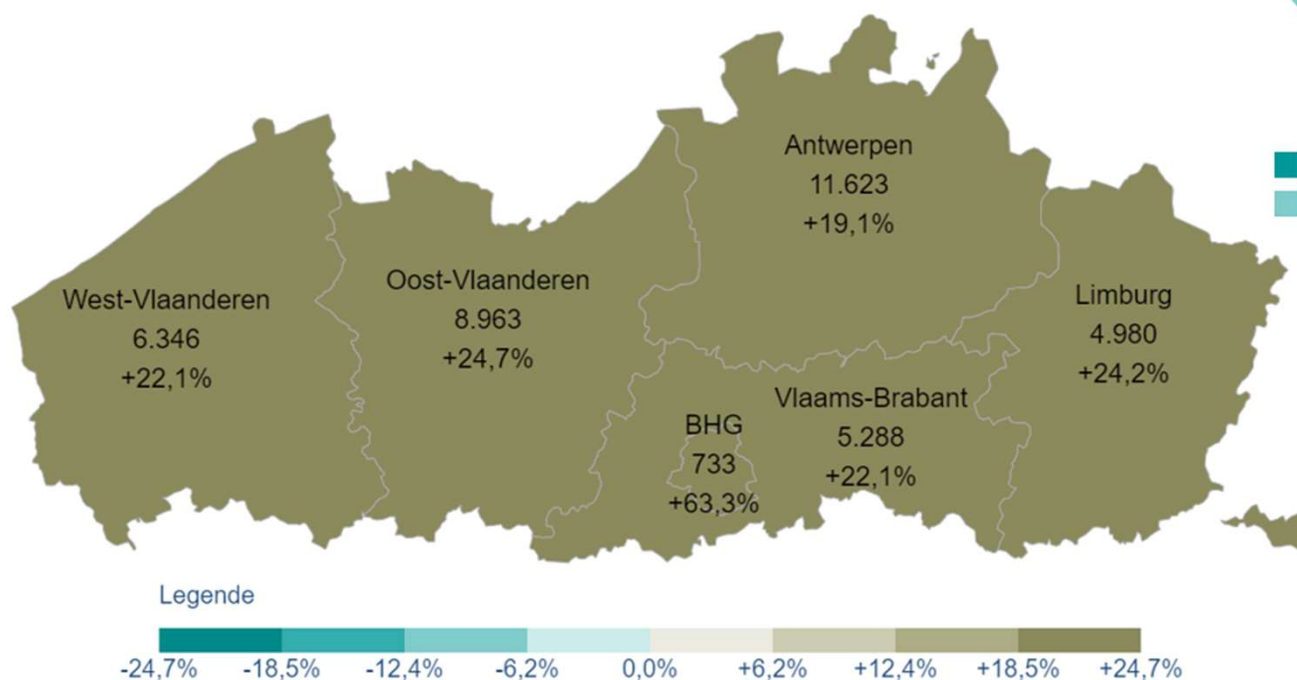 Antwerpen
11.623
+19,1%
West-Vlaanderen
6.346
+22,1%
Oost-Vlaanderen
8.963
+24,7%
Limburg
4.980
+24,2%
BHG
733
+63,3%
Vlaams-Brabant
5.288
+22,1%
Legende
-24,7% -18,5% -12,4% -6,2% 0,0% +6,2% +12,4% +18,5% +24,7%